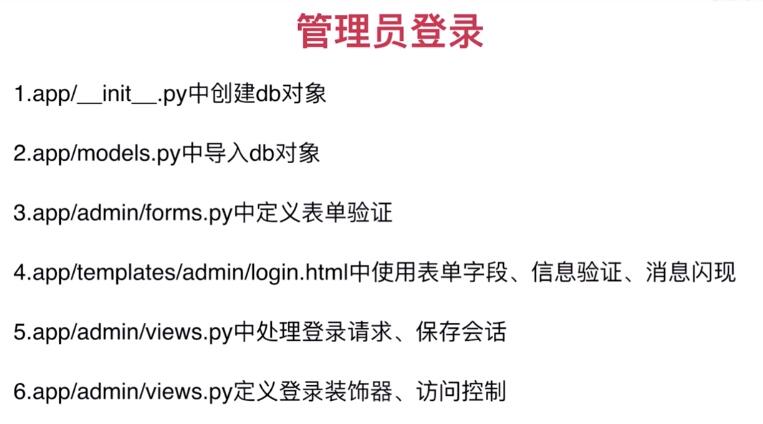 管理员登录
1.app/__init__.py中创建db对象
2.app/models.py中导入db对象
3.app/admin/forms.py中定义表单验证
4.app/templates/admin/login.html中使用表单字段、信息验证、消息闪现
5.app/admin/views.py中处理登录请求、保存会话
6.app/admin/views.py定义登录装饰器、访问控制